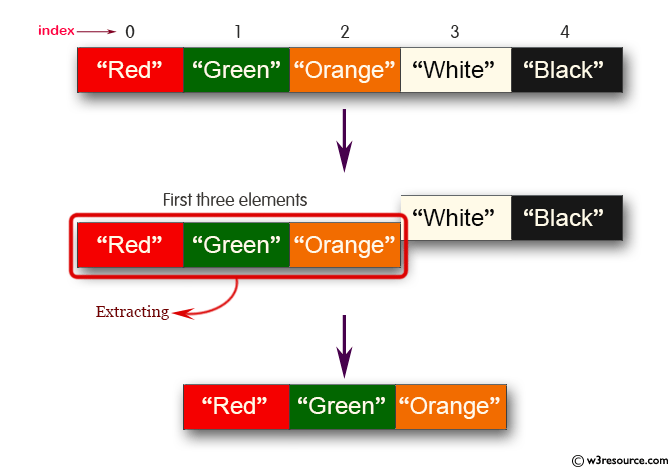 index 0 1 2 3 4
“Red” “Green” “Orange” “White” “Black”
First three elements
“White” “Black”
“Red” “Green” “Orange”
Extracting
“Red” “Green” “Orange”
© w3resource.com